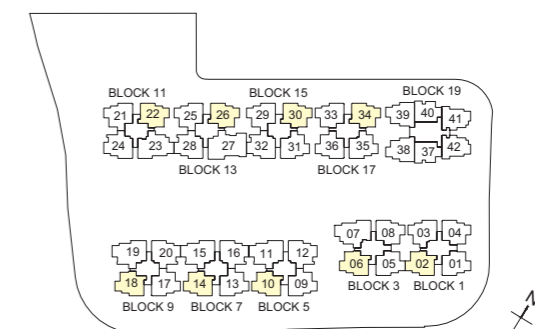 BLOCK 11 BLOCK 15 BLOCK 19
21 22 25 26 29 30 33 34 39 40 41
24 23 28 27 32 31 36 35 38 37 42
BLOCK 13 BLOCK 17
07 08 03 04
19 20 15 16 11 12
06 05 02 01
18 17 14 13 10 09
BLOCK 3 BLOCK 1
BLOCK 9 BLOCK 7 BLOCK 5
N